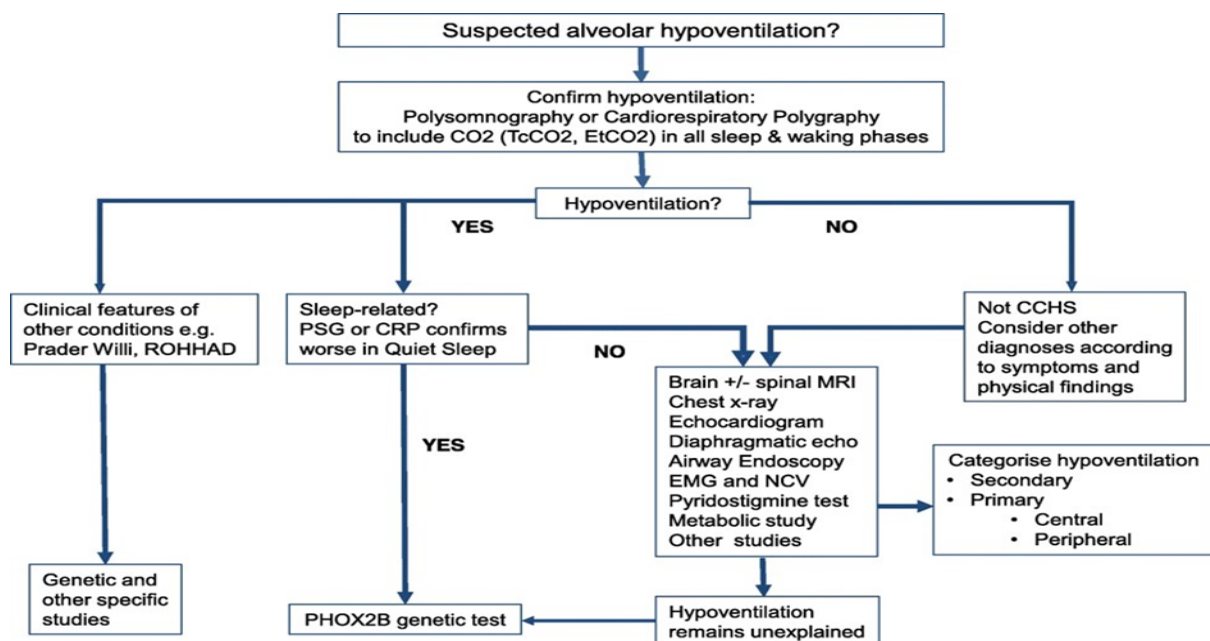 Suspected alveolar hypoventilation?
Confirm hypoventilation:
Polysomnography or Cardiorespiratory Polygraphy
to include CO2 (TcCO2, EtCO2) in all sleep & waking phases
Hypoventilation?
YES
NO
Clinical features of
other conditions e.g.
Prader Willi, ROHHAD
Sleep-related?
PSG or CRP confirms
worse in Quiet Sleep
NO
Not CCHS
Consider other
diagnoses according
to symptoms and
physical findings
Brain +/- spinal MRI
Chest x-ray
Echocardiogram
Diaphragmatic echo
Airway Endoscopy
EMG and NCV
Pyridostigmine test
Metabolic study
Other studies
YES
Categorise hypoventilation
• Secondary
• Primary
• Central
• Peripheral
Genetic and
other specific
studies
PHOX2B genetic test
Hypoventilation
remains unexplained